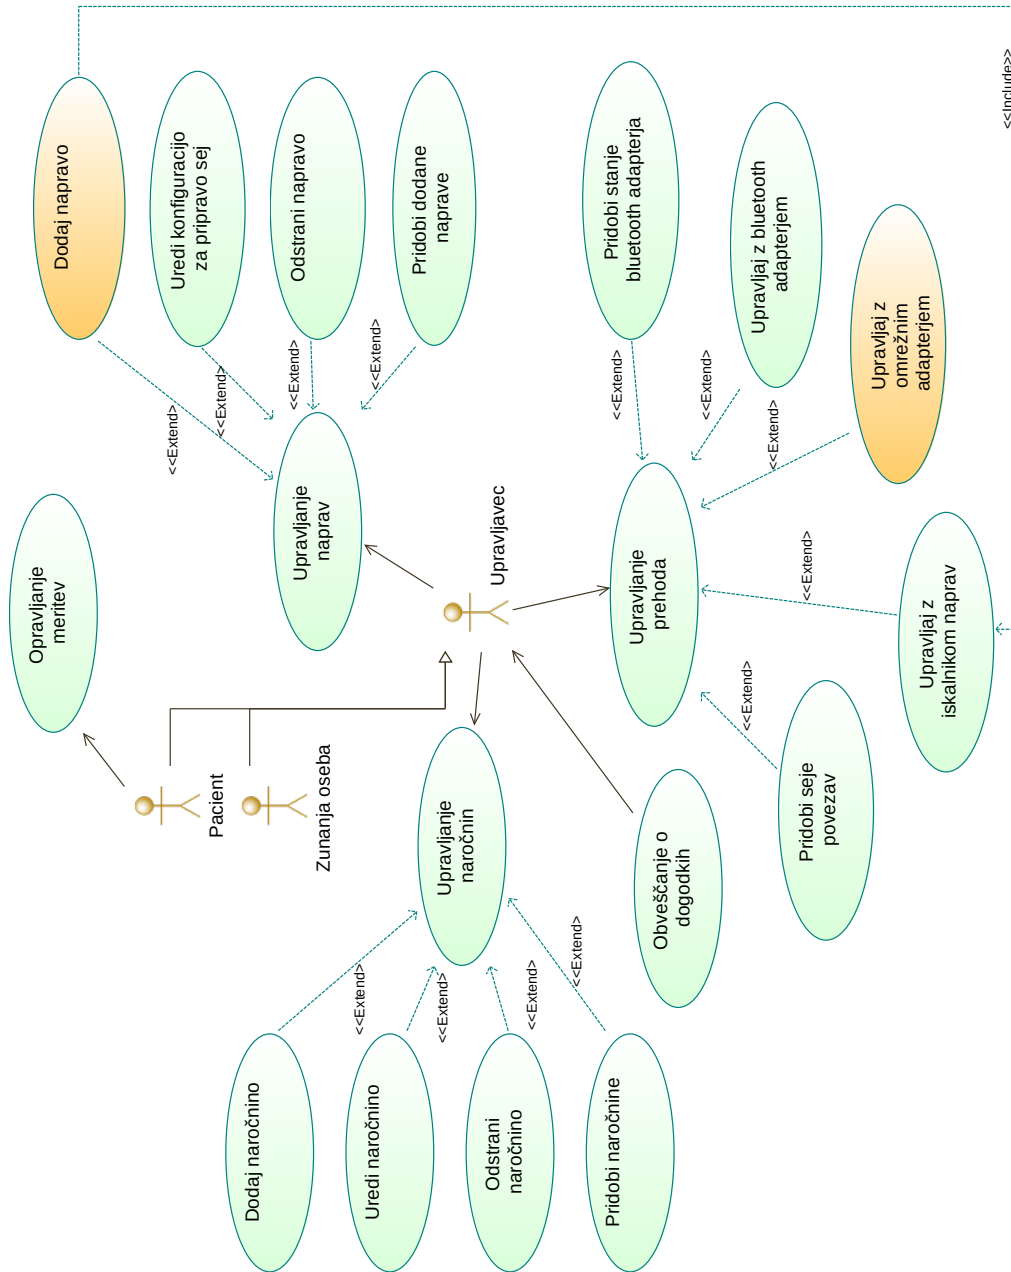 Dodaj napravo
Uredi konfiguracijo
za pripravo sej
Odstrani napravo
Pridobi dodane
naprave
Pridobi stanje
bluetooth adapterja
Upravljaj z bluetooth
adapterjem
Upravljaj z
omrežnim
adapterjem
<<Include>>
<<Extend>
<<Extend>
<<Extend>
<<Extend>
<<Extend>
<<Extend>
<<Extend>
Opravljanje
meritev
Upravljanje
naprav
Upravljavec
Upravljanje
prehoda
<<Extend>
<<Extend>
Upravljaj z
iskalnikom naprav
Pacient
Zunanja oseba
Upravljanje
naročnin
Obveščanje o
dogodkih
Pridobi seje
povezav
<<Extend>
<<Extend>
<<Extend>
<<Extend>
Dodaj naročnino
Uredi naročnino
Odstrani
naročnino
Pridobi naročnine